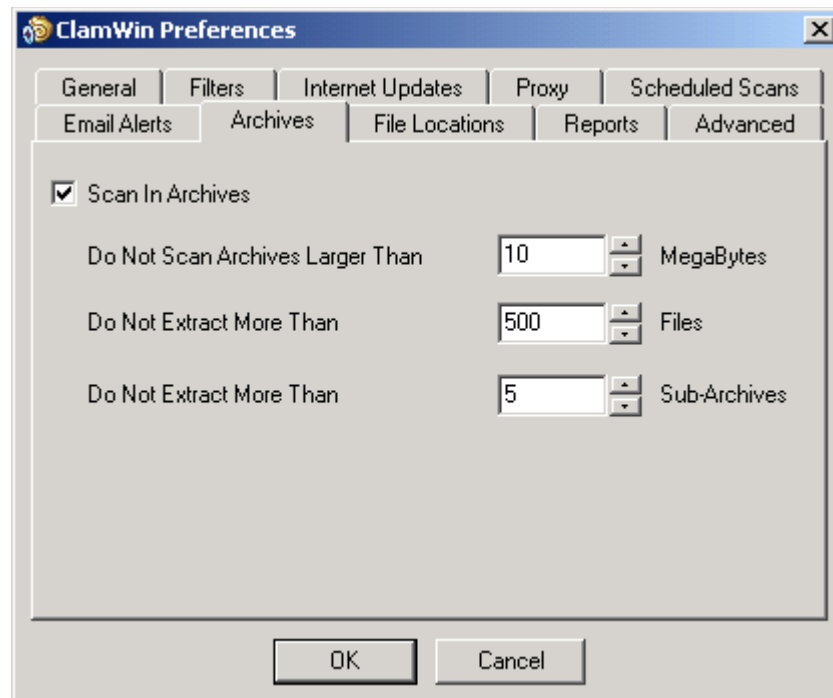 ClamWin Preferences
General Filters Internet Updates Proxy Scheduled Scans
Email Alerts Archives File Locations Reports Advanced
Scan In Archives
Do Not Scan Archives Larger Than 10 MegaBytes
Do Not Extract More Than 500 Files
Do Not Extract More Than 5 Sub-Archives
OK Cancel